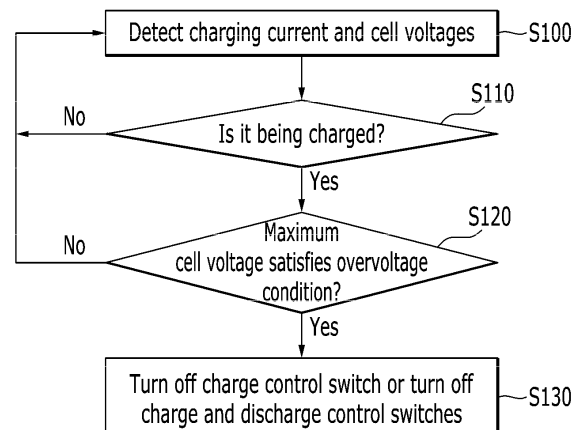 Detect charging current and cell voltages
S100
S110
No
Is it being charged?
Yes
S120
No
Maximum
cell voltage satisfies overvoltage
condition?
Yes
Turn off charge control switch or turn off
charge and discharge control switches
S130